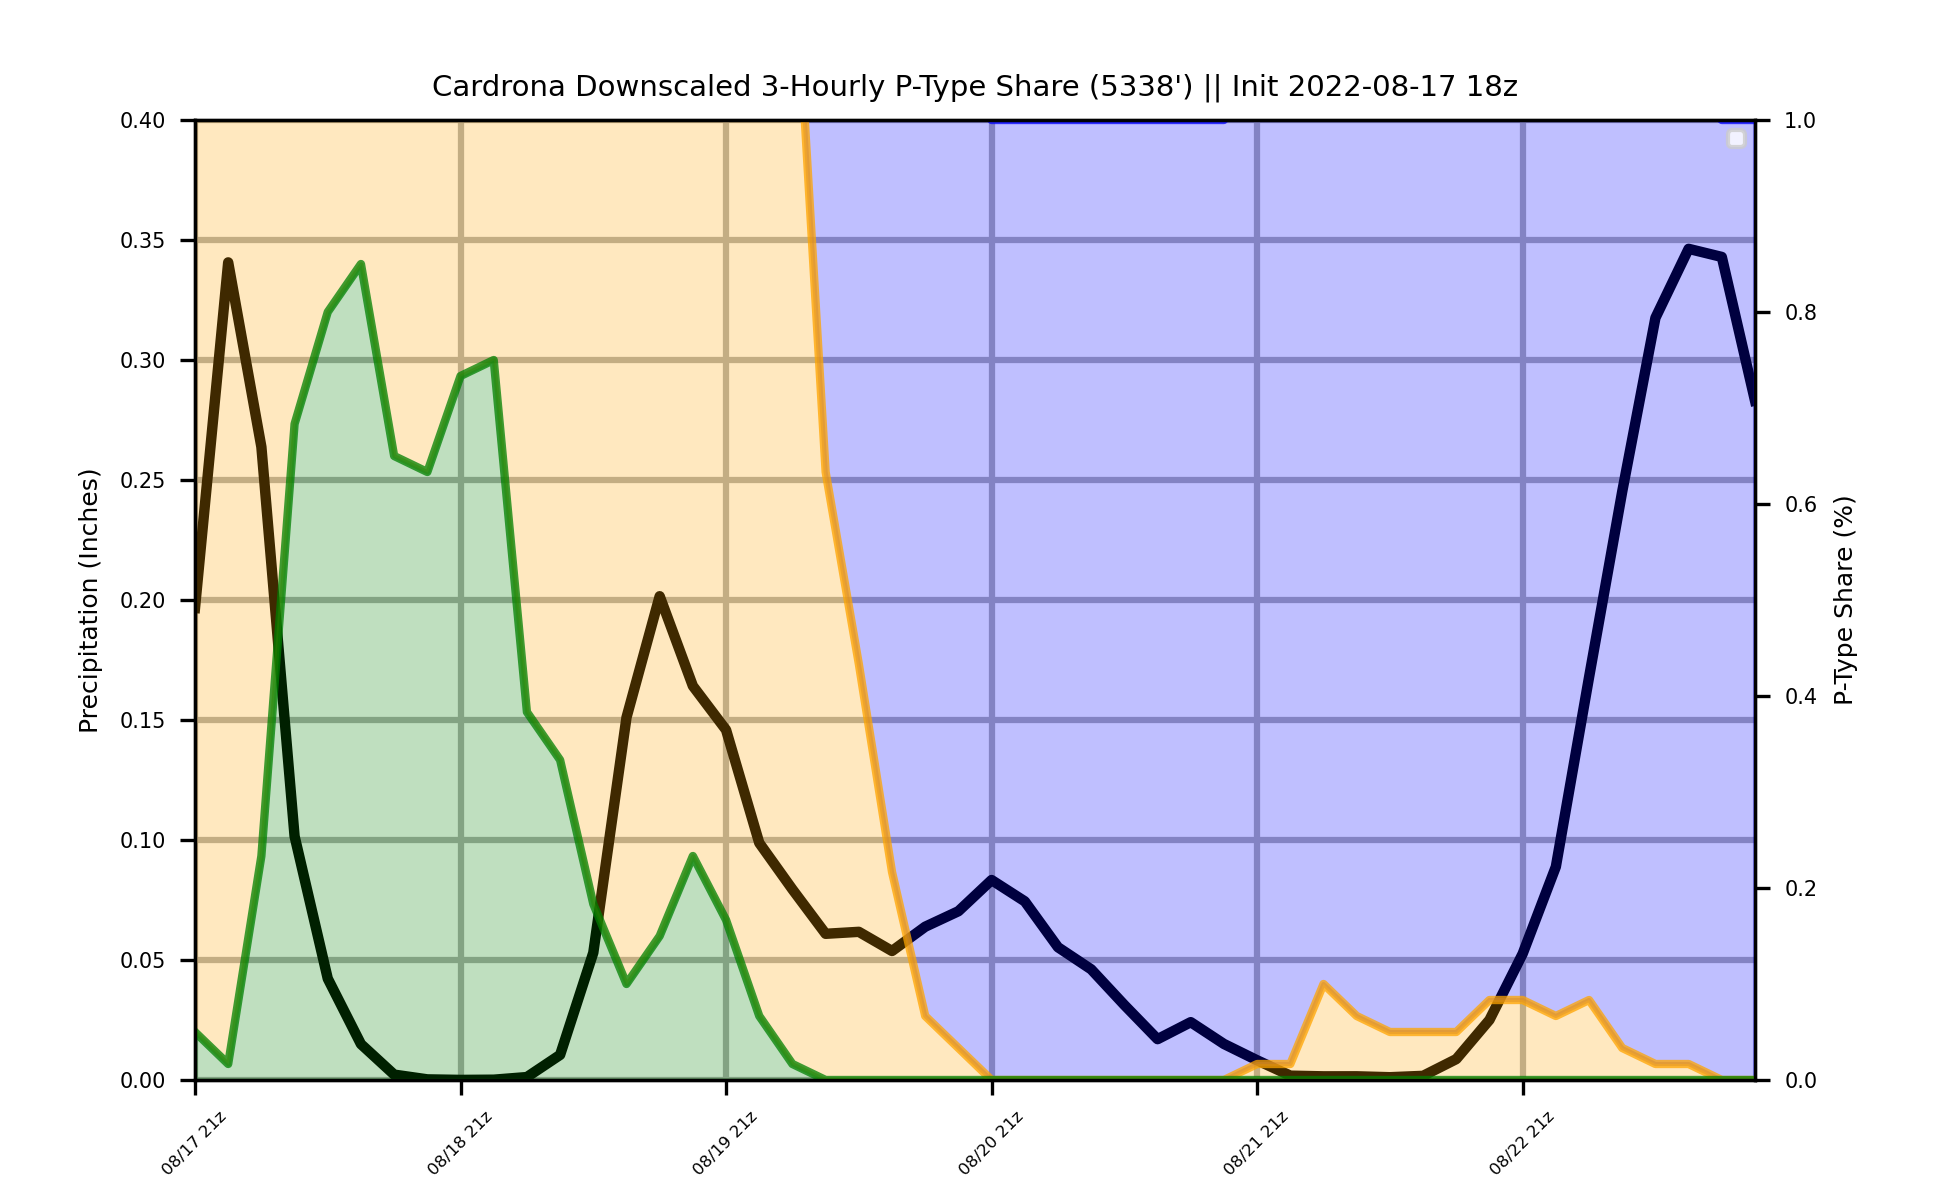 Cardrona Downscaled 3-Hourly P-Type Share (5338') || Init 2022-08-17 18z
0.40
0.35
0.30
0.25
0.20
0.15
0.10
0.05
0.00
Precipitation (Inches)
1.0
0.8
0.6
0.4
0.2
0.0
P-Type Share (%)
08/17 21z
08/18 21z
08/19 21z
08/20 21z
08/21 21z
08/22 21z